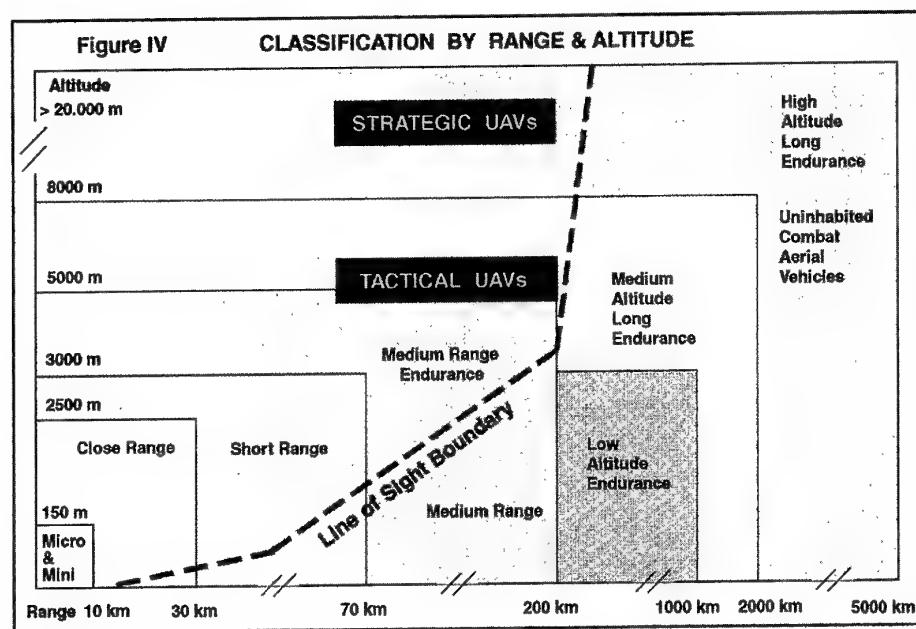 Figure IV
CLASSIFICATION BY RANGE & ALTITUDE
Altitude
> 20.000 m
STRATEGIC UAVs
High
Altitude
Long
Endurance
8000 m
Uninhabited
Combat
Aerial
Vehicles
5000 m
TACTICAL UAVs
Medium
Altitude
Long
Endurance
3000 m
Medium Range
Endurance
2500 m
Close Range
Short Range
Line of Sight Boundary
Low
Altitude
Endurance
150 m
Medium Range
Micro
&
Mini
Range 10 km 30 km 70 km 200 km 1000 km 2000 km 5000 km